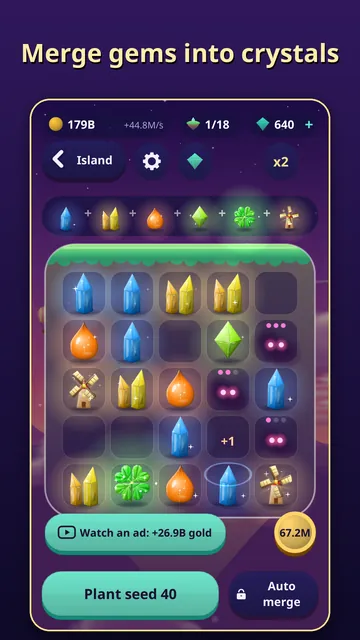 Merge gems into crystals
179B +44.8M/s 1/18 640 +
Island x2
+ + + + +
+1
Watch an ad: +26.9B gold 67.2M
Plant seed 40
Auto
merge